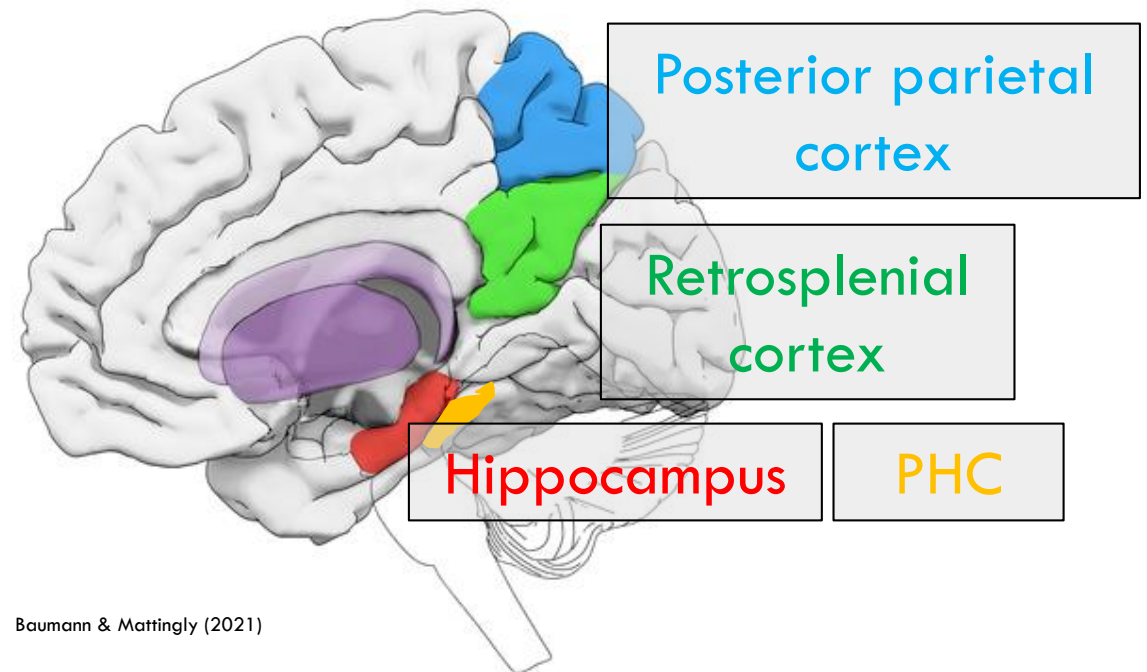 Posterior parietal
cortex
Retrosplenial
cortex
Hippocampus
PHC
Baumann & Mattingly (2021)